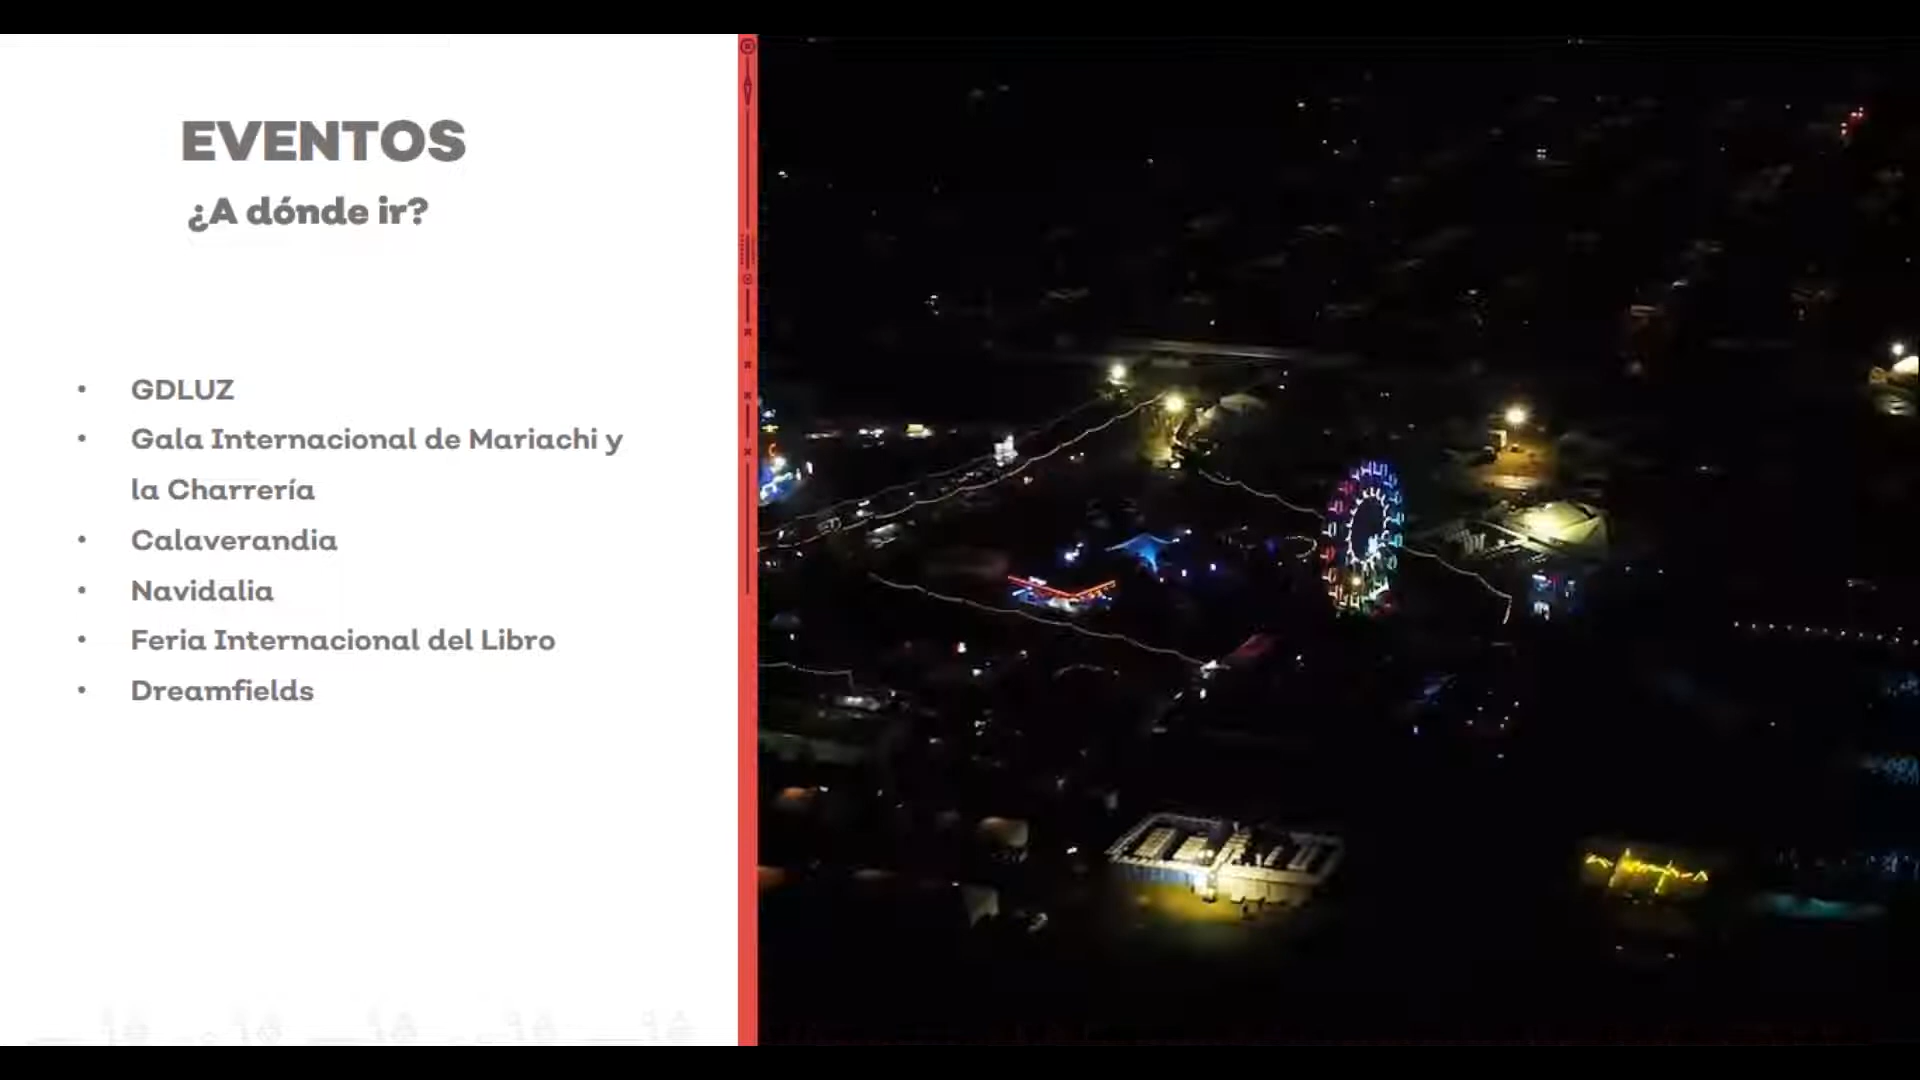 EVENTOS
¿A dónde ir?
• GDLUZ
• Gala Internacional de Mariachi y
la Charrería
• Calaverandia
• Navidalia
• Feria Internacional del Libro
• Dreamfields